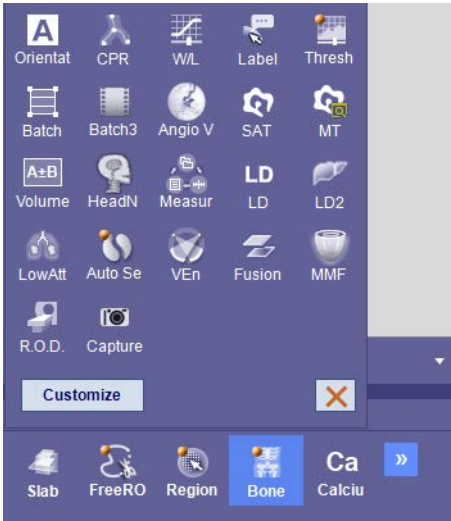 A
Orientat CPR W/L Label Thresh
Batch Batch3 Angio V SAT MT
A±B LD
Volume HeadN Measur LD LD2
LowAtt Auto Se VEn Fusion MMF
R.O.D. Capture
Customize
Ca »
Slab FreeRO Region Bone Calciu